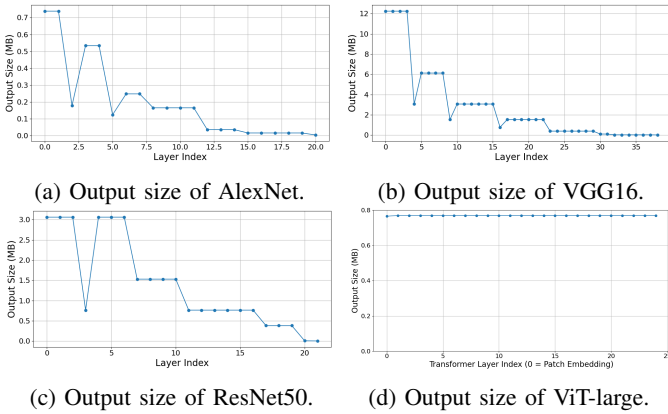 0.7
0.6
0.5
0.4
0.3
0.2
0.1
0.0
Output Size (MB)
0.0 2.5 5.0 7.5 10.0 12.5 15.0 17.5 20.0
Layer Index
(a) Output size of AlexNet.
12
10
8
6
4
2
0
Output Size (MB)
0 5 10 15 20 25 30 35
Layer Index
(b) Output size of VGG16.
3.0
2.5
2.0
1.5
1.0
0.5
0.0
Output Size (MB)
0 5 10 15 20
Layer Index
(c) Output size of ResNet50.
0.8
0.6
0.4
0.2
0.0
Output Size (MB)
0 5 10 15 20 25
Transformer Layer Index (0 = Patch Embedding)
(d) Output size of ViT-large.